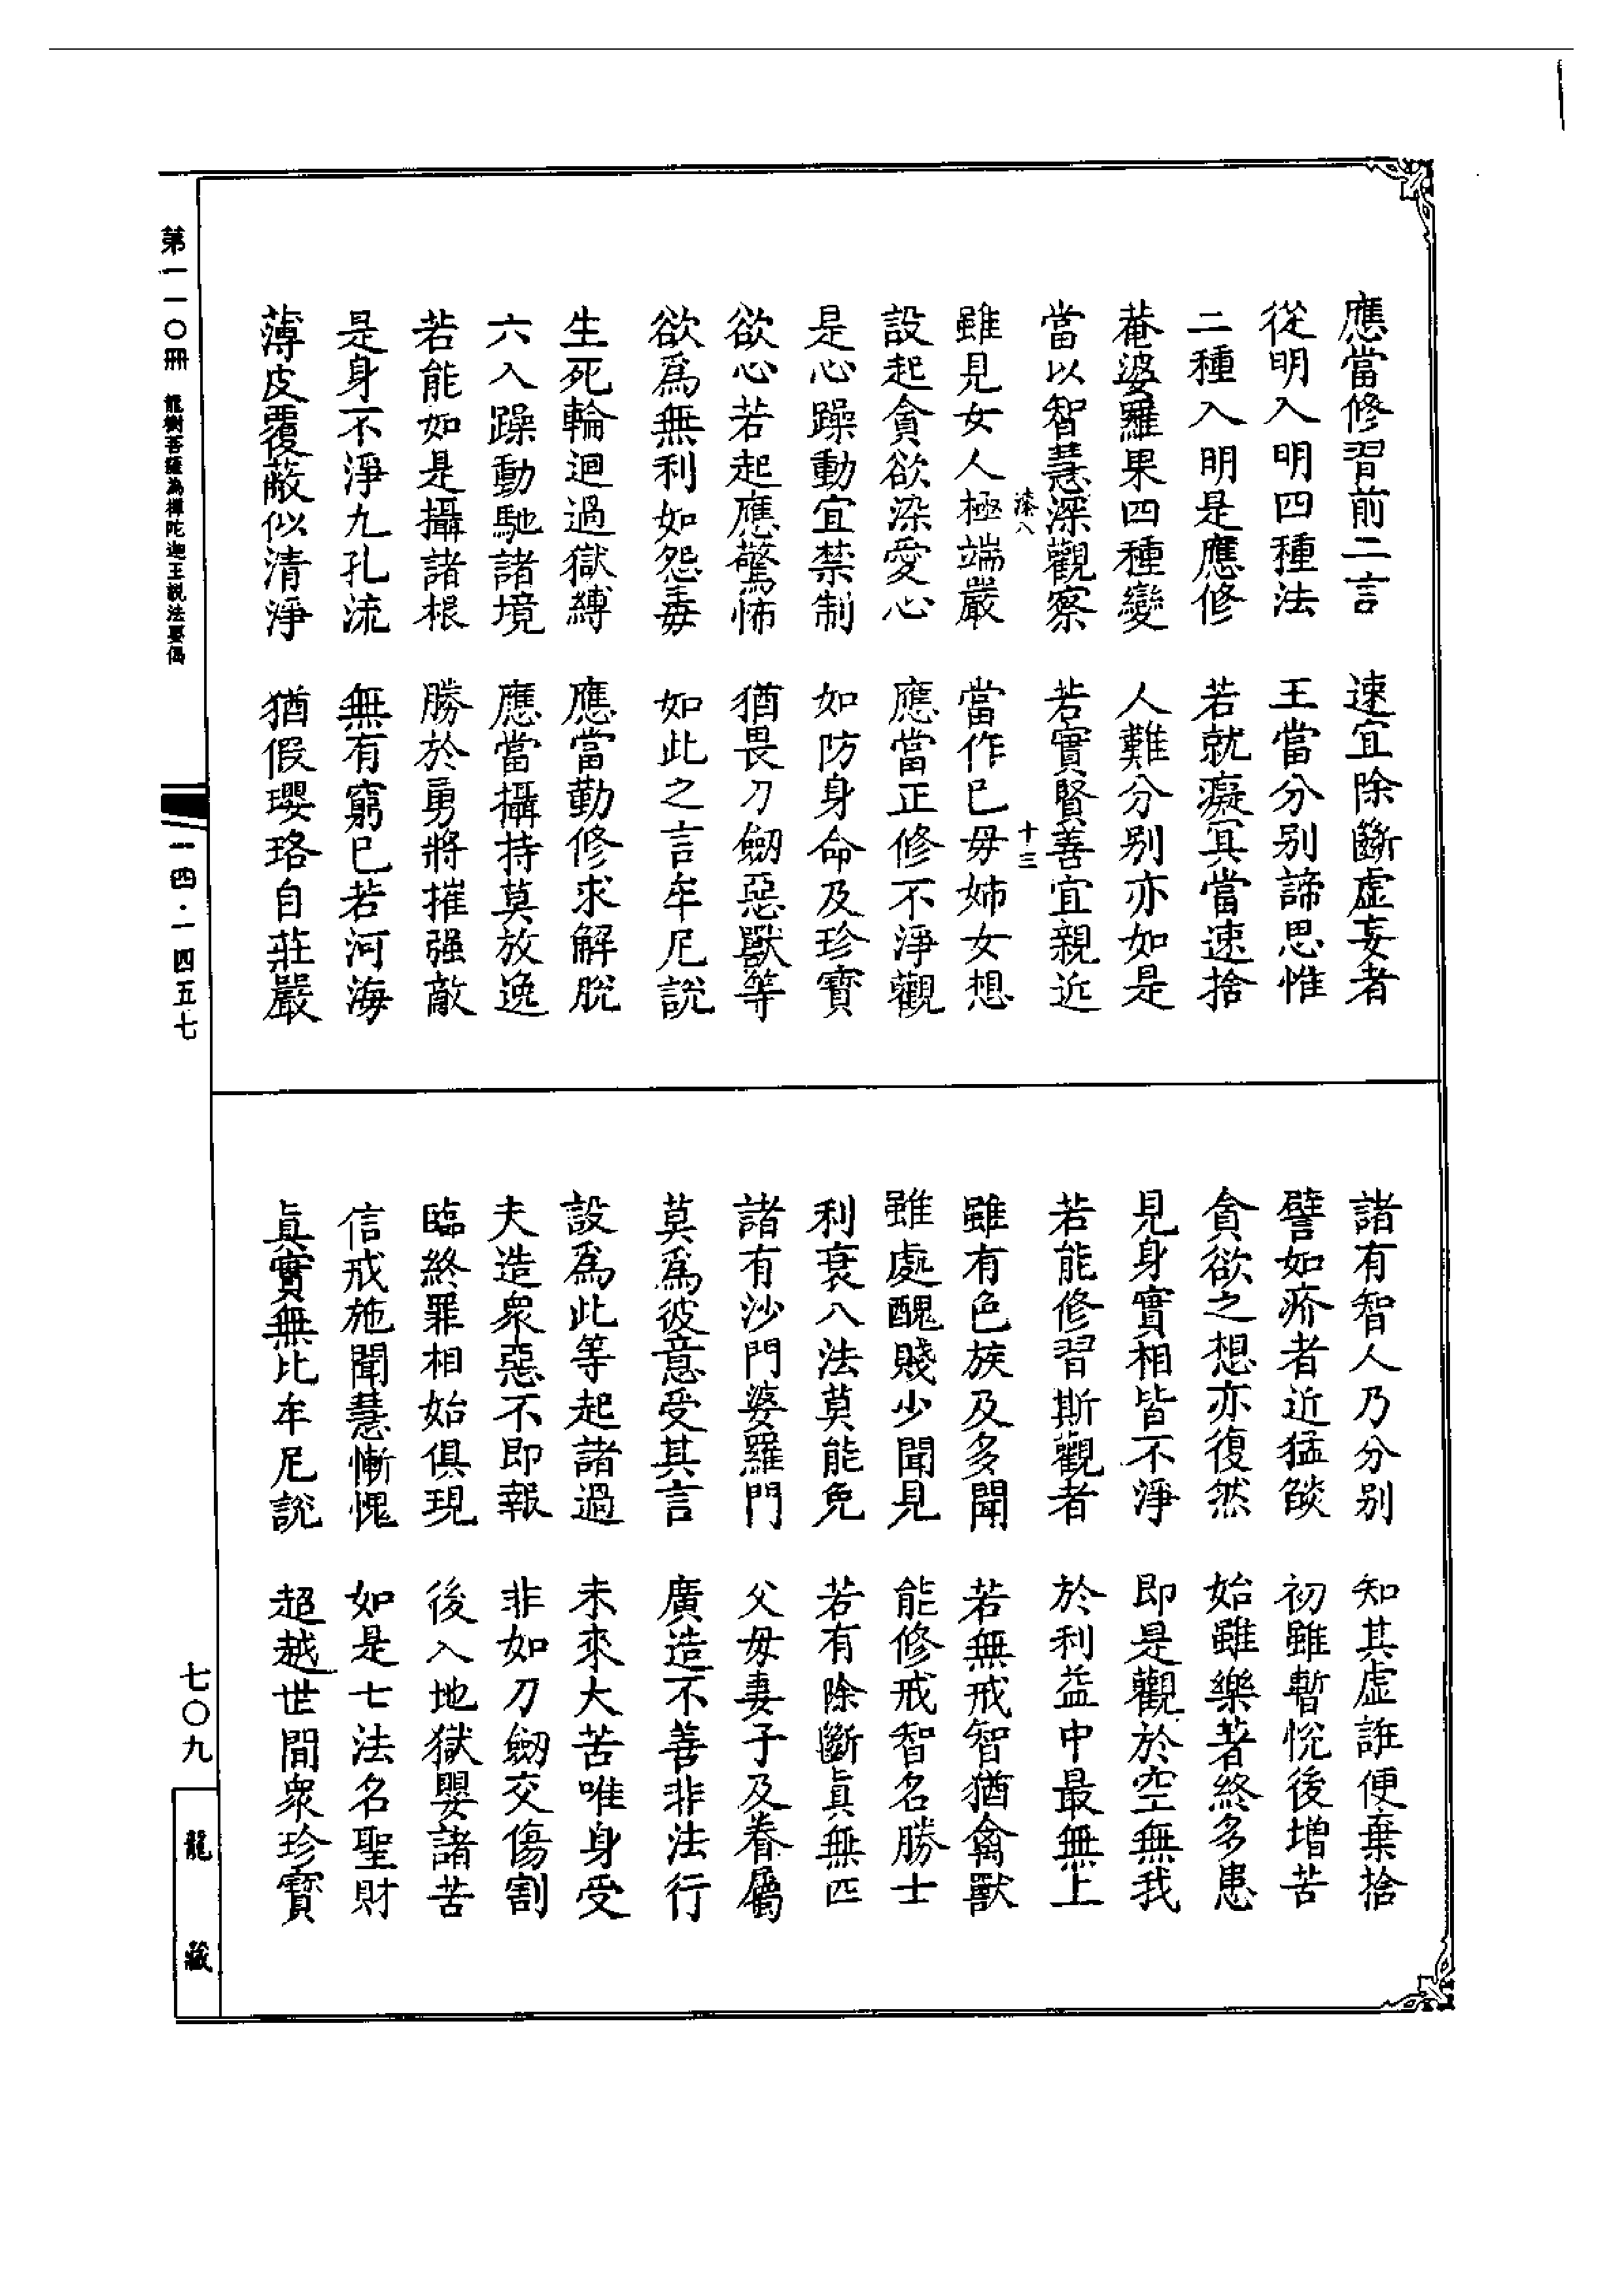 應當修習前二言　速宜除斷虛妄者
從明入明四種法　王當分别諦思惟
二種入明是應修　若就癡冥當速捨
菴婆羅果四種變　人難分别亦如是
當以智慧深觀察　若實賢善宜親近
漆八　十三
雖見女人極端嚴　當作已母姊女想
設起貪欲染愛心　應當正修不淨觀
是心躁動宜禁制　如防身命及珍寶
欲心若起應驚怖　猶畏刀劒惡獸等
欲爲無利如怨毒　如此之言牟尼說
生死輪迴過獄縛　應當勤修求解脫
六入躁動馳諸境　應當攝持莫放逸
若能如是攝諸根　勝於勇將摧强敵
是身不淨九孔流　無有窮已若河海
薄皮覆蔽似清淨　猶假瓔珞自莊嚴
諸有智人乃分别　知其虛誑便棄捨
譬如疥者近猛燄　初雖暫悅後增苦
貪欲之想亦復然　始雖樂著終多患
見身實相皆不淨　即是觀於空無我
若能修習斯觀者　於利益中最無上
雖有色族及多聞　若無戒智猶禽獸
雖處醜賤少聞見　能修戒智名勝士
利衰八法莫能免　若有除斷眞無匹
諸有沙門婆羅門　父母妻子及眷屬
莫爲彼意受其言　廣造不善非法行
設爲此等起諸過　未來大苦唯身受
夫造衆惡不即報　非如刀劒交傷割
臨終罪相始俱現　後入地獄嬰諸苦
信戒施聞慧慚愧　如是七法名聖財
眞實無比牟尼說　超越世間衆珍寶
第一一〇冊　龍樹菩薩為禪陀迦王説法要偈
一四·一四五七
七〇九
龍藏